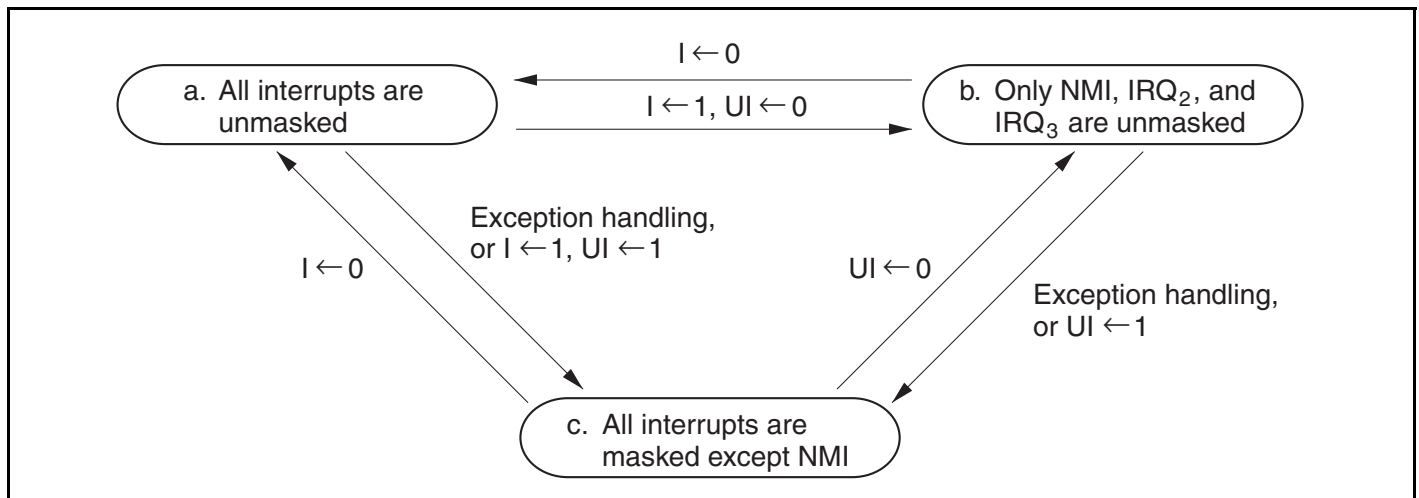 I ← 0
a. All interrupts are
unmasked
I ← 1, UI ← 0
b. Only NMI, IRQ₂, and
IRQ₃ are unmasked
Exception handling,
or I ← 1, UI ← 1
I ← 0
UI ← 0
Exception handling,
or UI ← 1
c. All interrupts are
masked except NMI